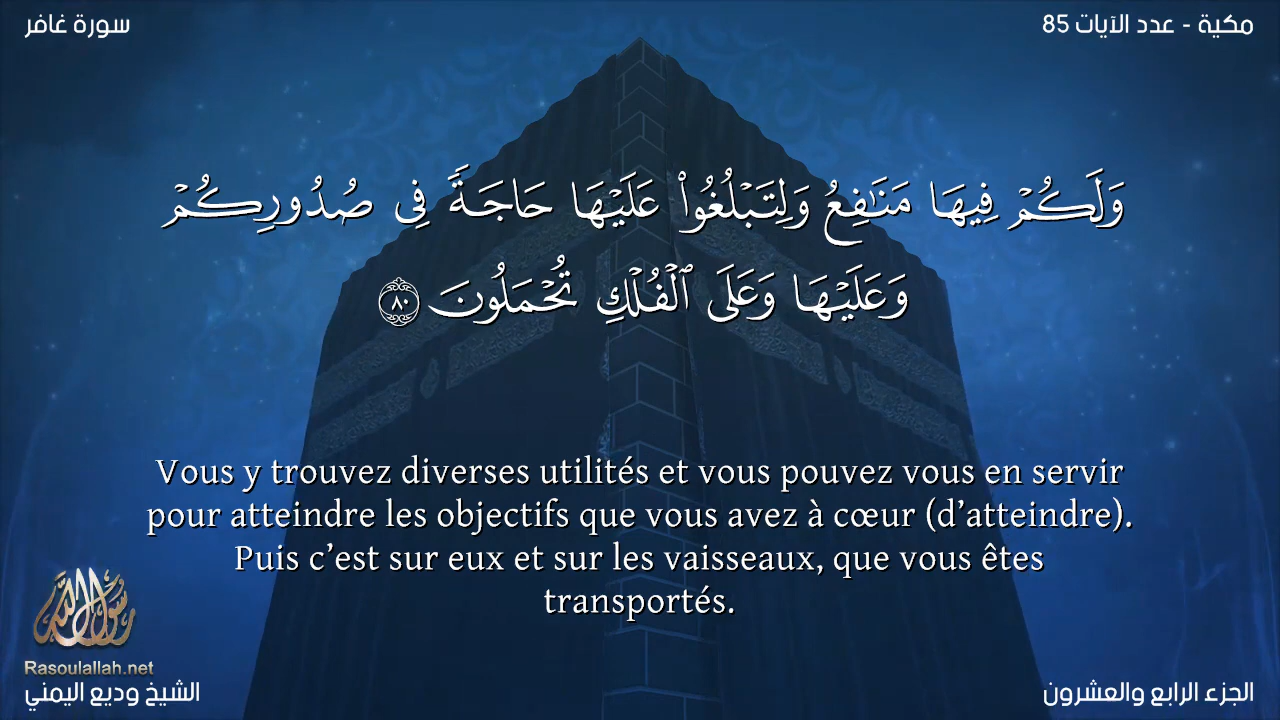 سورة غافر
مكية - عدد الآيات 85
وَلَكُمْ فِيهَا مَنَٰفِعُ وَلِتَبْلُغُوا۟ عَلَيْهَا حَاجَةً فِى صُدُورِكُمْ
وَعَلَيْهَا وَعَلَى ٱلْفُلْكِ تُحْمَلُونَ ٨٠
Vous y trouvez diverses utilités et vous pouvez vous en servir
pour atteindre les objectifs que vous avez à cœur (d’atteindre).
Puis c’est sur eux et sur les vaisseaux, que vous êtes
transportés.
رسول الله
Rasoulallah.net
الشيخ وديع اليمني
الجزء الرابع والعشرون